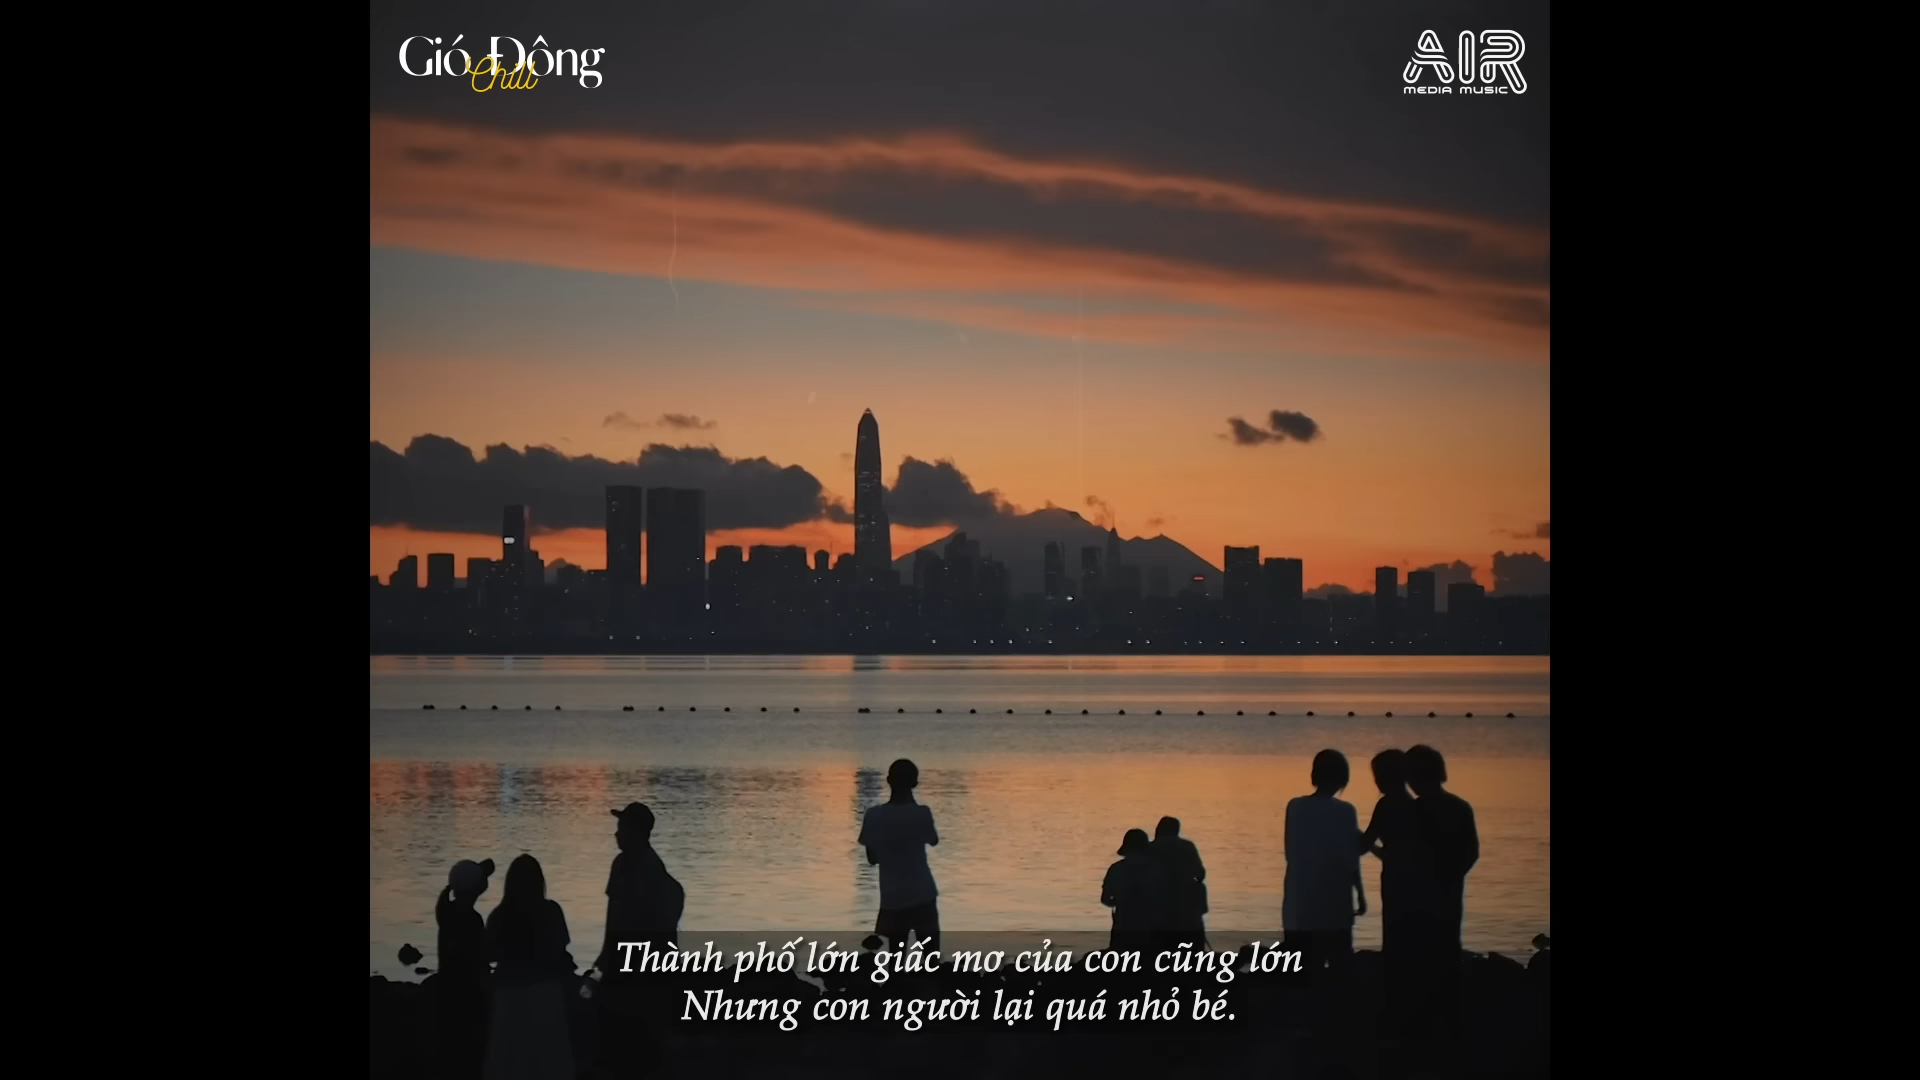 Gió Đông
Chill
AIR
MEDIA MUSIC
Thành phố lớn giấc mơ của con cũng lớn
Nhưng con người lại quá nhỏ bé.